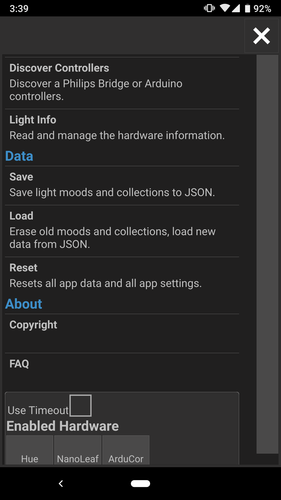 3:39
92%
Discover Controllers
Discover a Philips Bridge or Arduino
controllers.
Light Info
Read and manage the hardware information.
Data
Save
Save light moods and collections to JSON.
Load
Erase old moods and collections, load new
data from JSON.
Reset
Resets all app data and all app settings.
About
Copyright
FAQ
Use Timeout
Enabled Hardware
Hue NanoLeaf ArduCor